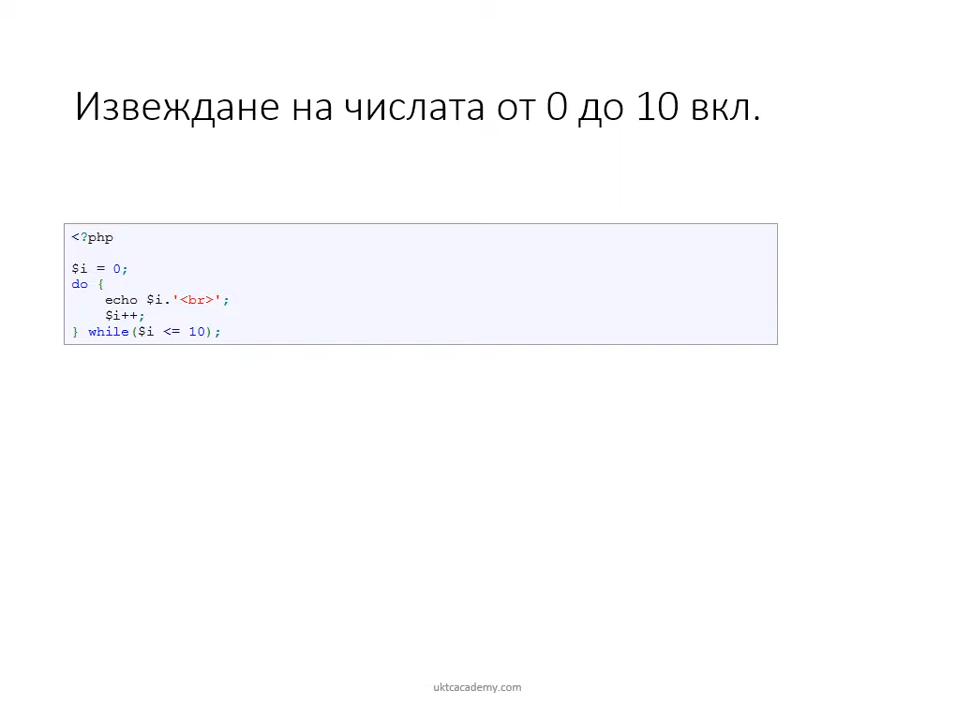 Извеждане на числата от 0 до 10 вкл.
<?php
$i = 0;
do {
    echo $i.'<br>';
    $i++;
} while($i <= 10);
uktcacademy.com